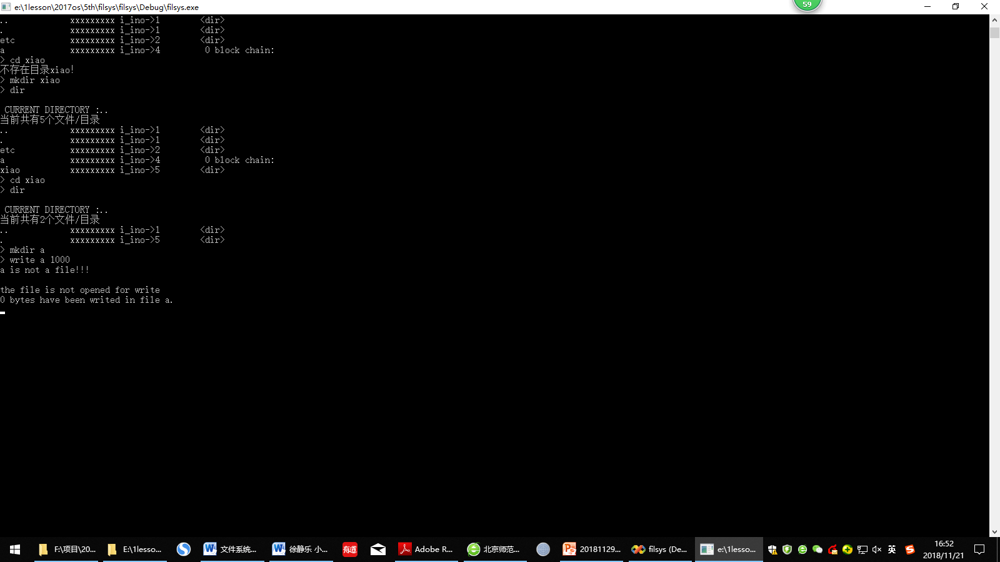 e:\1lesson\2017os\5th\filsys\filsys\Debug\filsys.exe
59
.. xxxxxxxxx i_ino->1 <dir>
. xxxxxxxxx i_ino->1 <dir>
etc xxxxxxxxx i_ino->2 <dir>
a xxxxxxxxx i_ino->4 0 block chain:
> cd xiao
不存在目录xiao!
> mkdir xiao
> dir
CURRENT DIRECTORY :..
当前共有5个文件/目录
.. xxxxxxxxx i_ino->1 <dir>
. xxxxxxxxx i_ino->1 <dir>
etc xxxxxxxxx i_ino->2 <dir>
a xxxxxxxxx i_ino->4 0 block chain:
xiao xxxxxxxxx i_ino->5 <dir>
> cd xiao
> dir
CURRENT DIRECTORY :..
当前共有2个文件/目录
.. xxxxxxxxx i_ino->1 <dir>
. xxxxxxxxx i_ino->5 <dir>
> mkdir a
> write a 1000
a is not a file!!!
the file is not opened for write
0 bytes have been writed in file a.
F:\项目\20... E:\1lesso... 文件系统... 徐静乐 小... 有道 Adobe R... 北京师范... 20181129... filsys (De... e:\1lesso... 英 16:52
2018/11/21